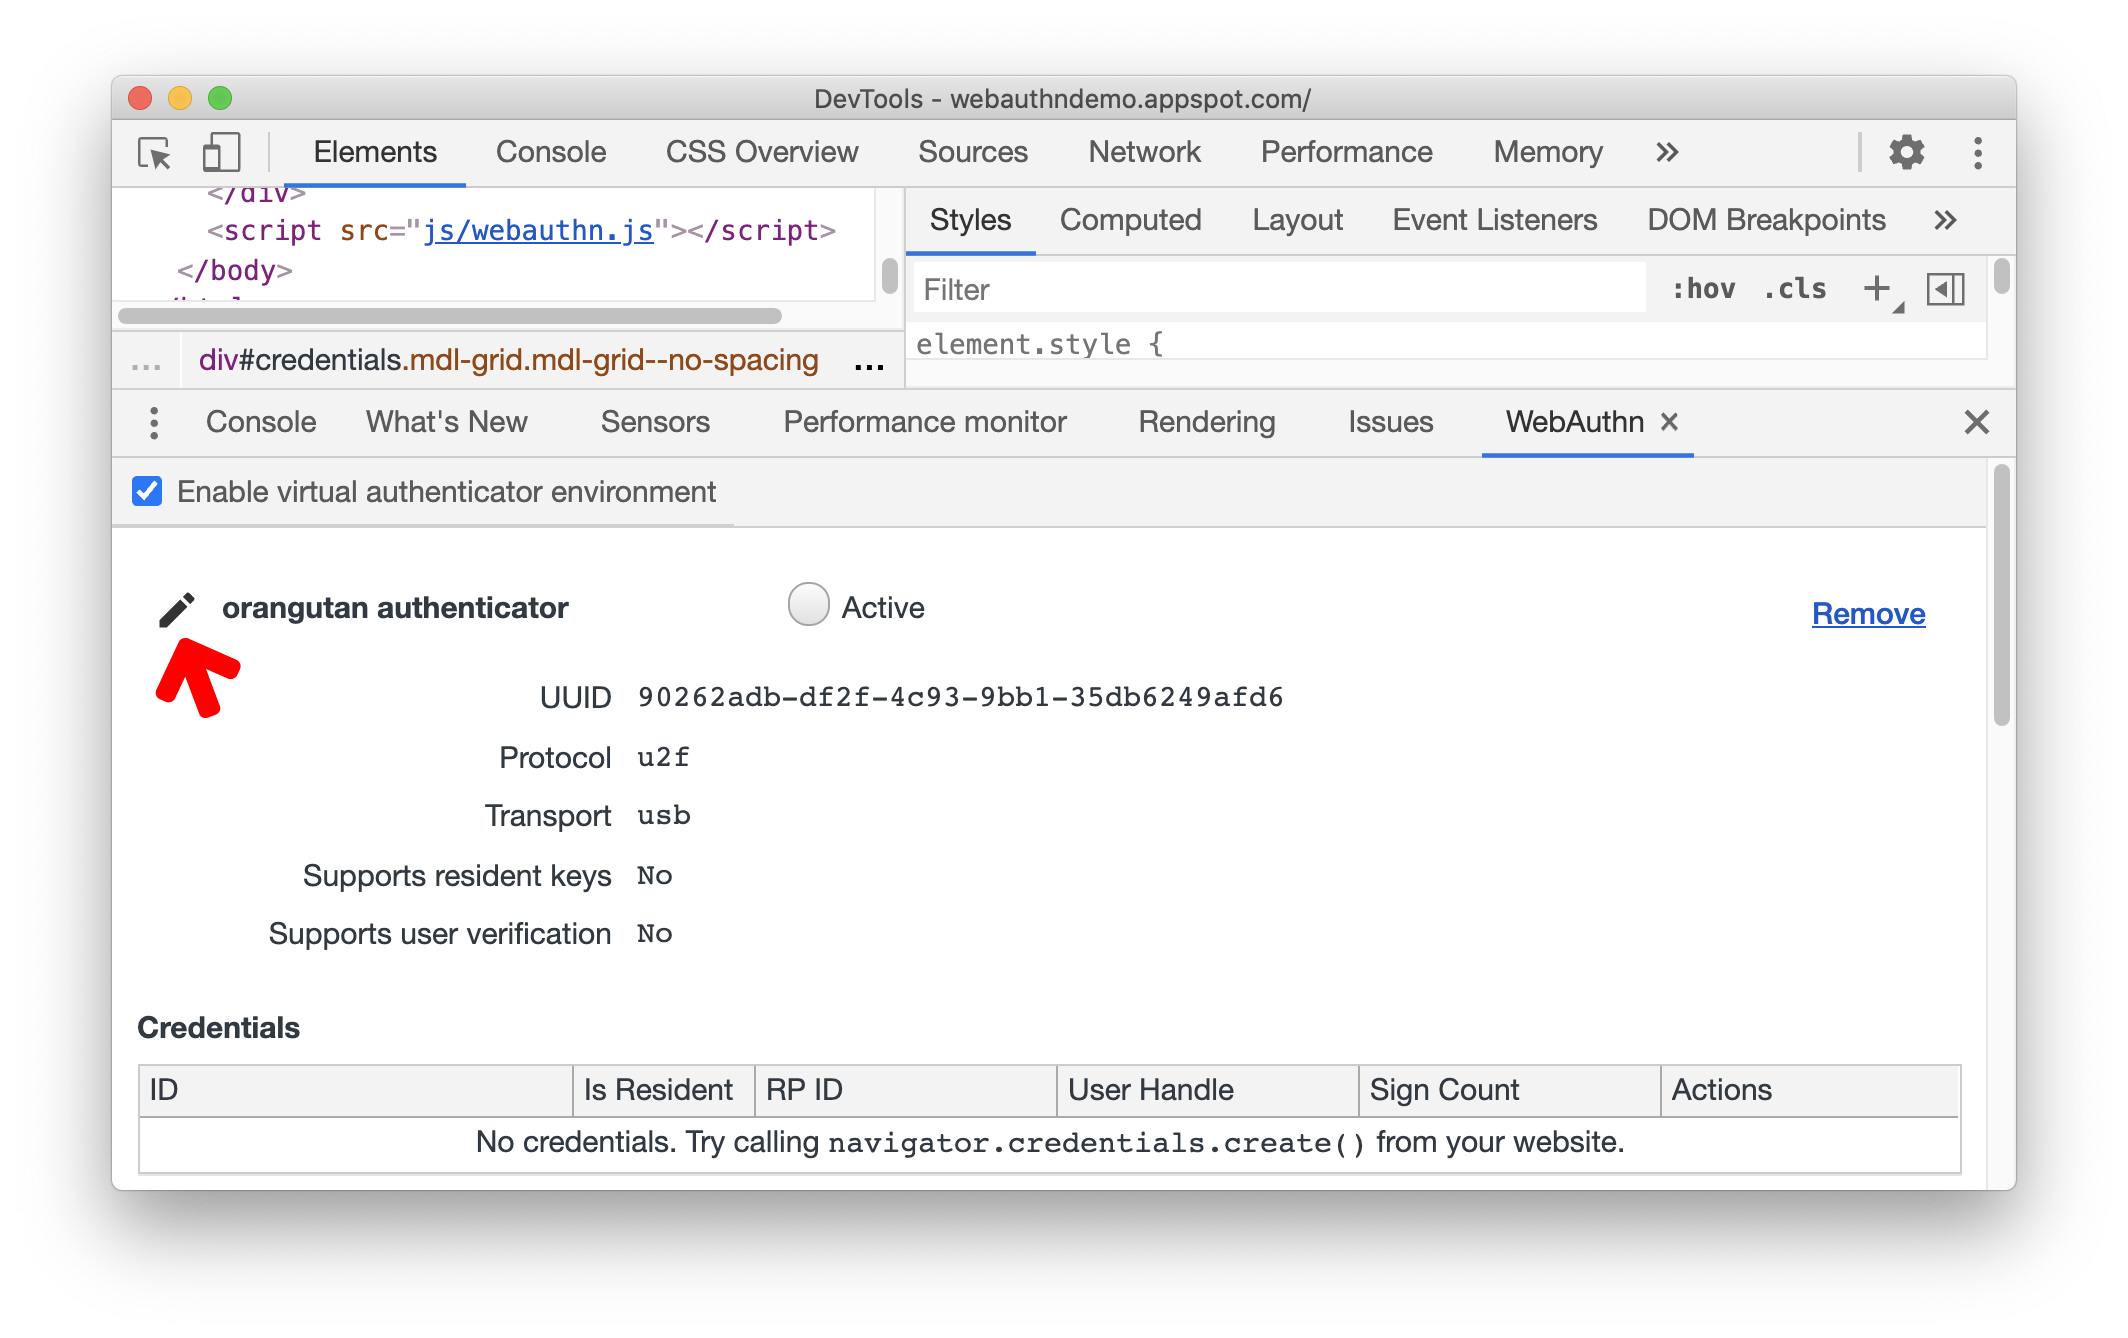 DevTools - webauthndemo.appspot.com/
Elements Console CSS Overview Sources Network Performance Memory »
</div>
<script src="js/webauthn.js"></script>
</body>
... div#credentials.mdl-grid.mdl-grid--no-spacing ...
Styles Computed Layout Event Listeners DOM Breakpoints »
Filter :hov .cls +
element.style {
Console What's New Sensors Performance monitor Rendering Issues WebAuthn ×
Enable virtual authenticator environment
orangutan authenticator Active Remove
UUID 90262adb-df2f-4c93-9bb1-35db6249afd6
Protocol u2f
Transport usb
Supports resident keys No
Supports user verification No
Credentials
ID Is Resident RP ID User Handle Sign Count Actions
No credentials. Try calling navigator.credentials.create() from your website.